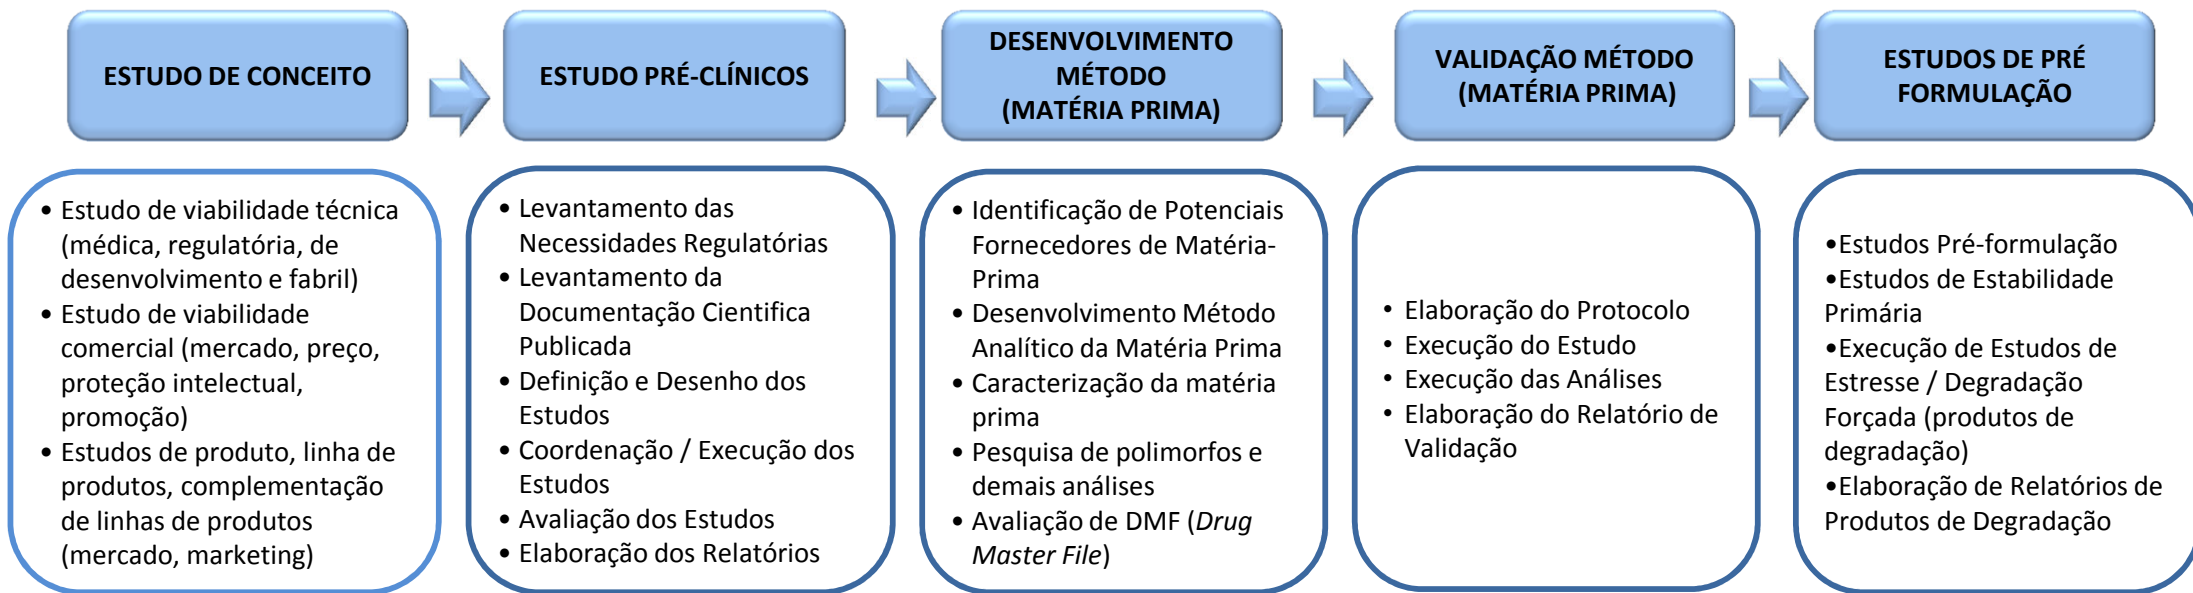 ESTUDO DE CONCEITO
ESTUDO PRÉ-CLÍNICOS
DESENVOLVIMENTO
MÉTODO
(MATÉRIA PRIMA)
VALIDAÇÃO MÉTODO
(MATÉRIA PRIMA)
ESTUDOS DE PRÉ
FORMULAÇÃO
• Estudo de viabilidade técnica
(médica, regulatória, de
desenvolvimento e fabril)
• Estudo de viabilidade
comercial (mercado, preço,
proteção intelectual,
promoção)
• Estudos de produto, linha de
produtos, complementação
de linhas de produtos
(mercado, marketing)
• Levantamento das
Necessidades Regulatórias
• Levantamento da
Documentação Cientifica
Publicada
• Definição e Desenho dos
Estudos
• Coordenação / Execução dos
Estudos
• Avaliação dos Estudos
• Elaboração dos Relatórios
• Identificação de Potenciais
Fornecedores de Matéria-
Prima
• Desenvolvimento Método
Analítico da Matéria Prima
• Caracterização da matéria
prima
• Pesquisa de polimorfos e
demais análises
• Avaliação de DMF (Drug
Master File)
• Elaboração do Protocolo
• Execução do Estudo
• Execução das Análises
• Elaboração do Relatório de
Validação
•Estudos Pré-formulação
•Estudos de Estabilidade
Primária
•Execução de Estudos de
Estresse / Degradação
Forçada (produtos de
degradação)
•Elaboração de Relatórios de
Produtos de Degradação